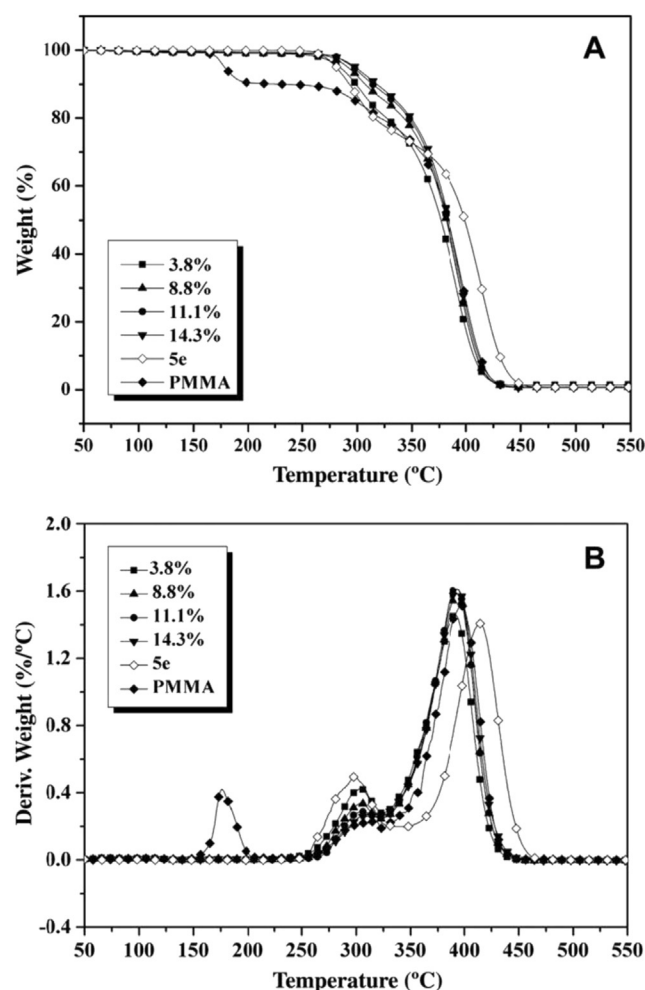 A
100
80
60
40
20
0
Weight (%)
3.8%
8.8%
11.1%
14.3%
5e
PMMA
50 100 150 200 250 300 350 400 450 500 550
Temperature (ºC)
B
2.0
1.6
1.2
0.8
0.4
0.0
-0.4
Deriv. Weight (%/ºC)
3.8%
8.8%
11.1%
14.3%
5e
PMMA
50 100 150 200 250 300 350 400 450 500 550
Temperature (ºC)